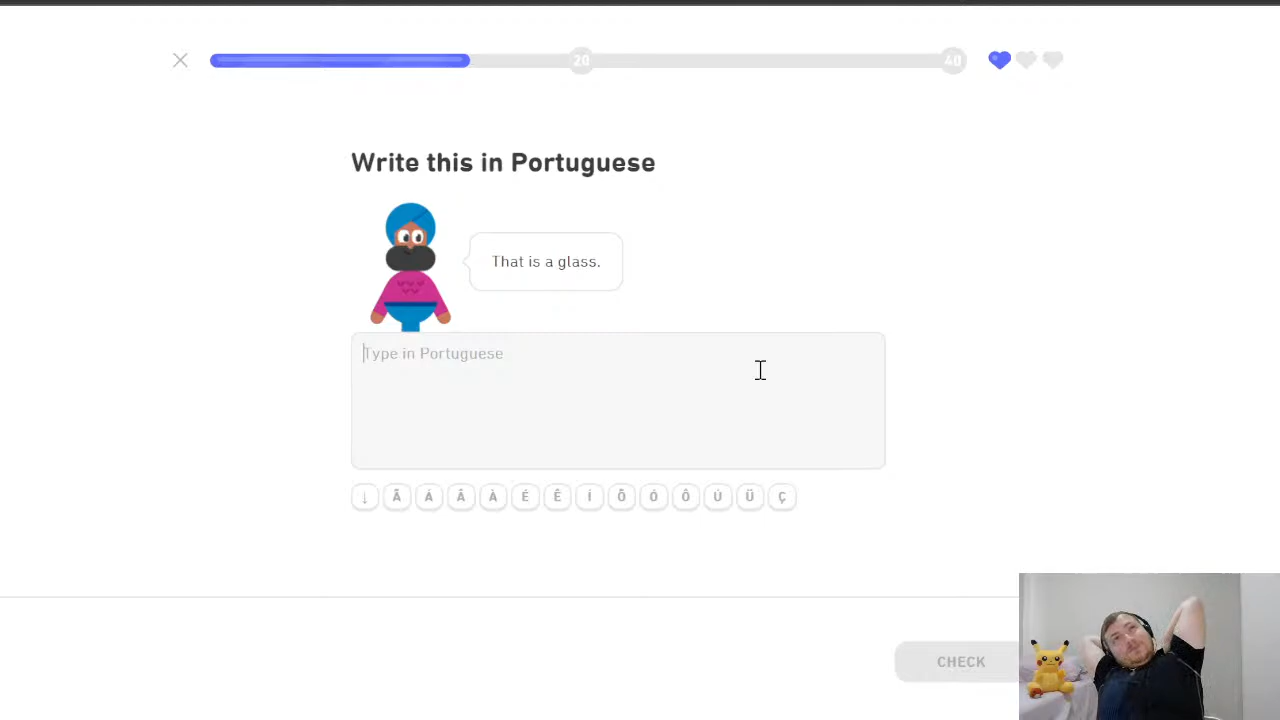 20
40
Write this in Portuguese
That is a glass.
Type in Portuguese
↓ Ã Á Â À É Ê Í Õ Ó Ô Ú Ü Ç
CHECK